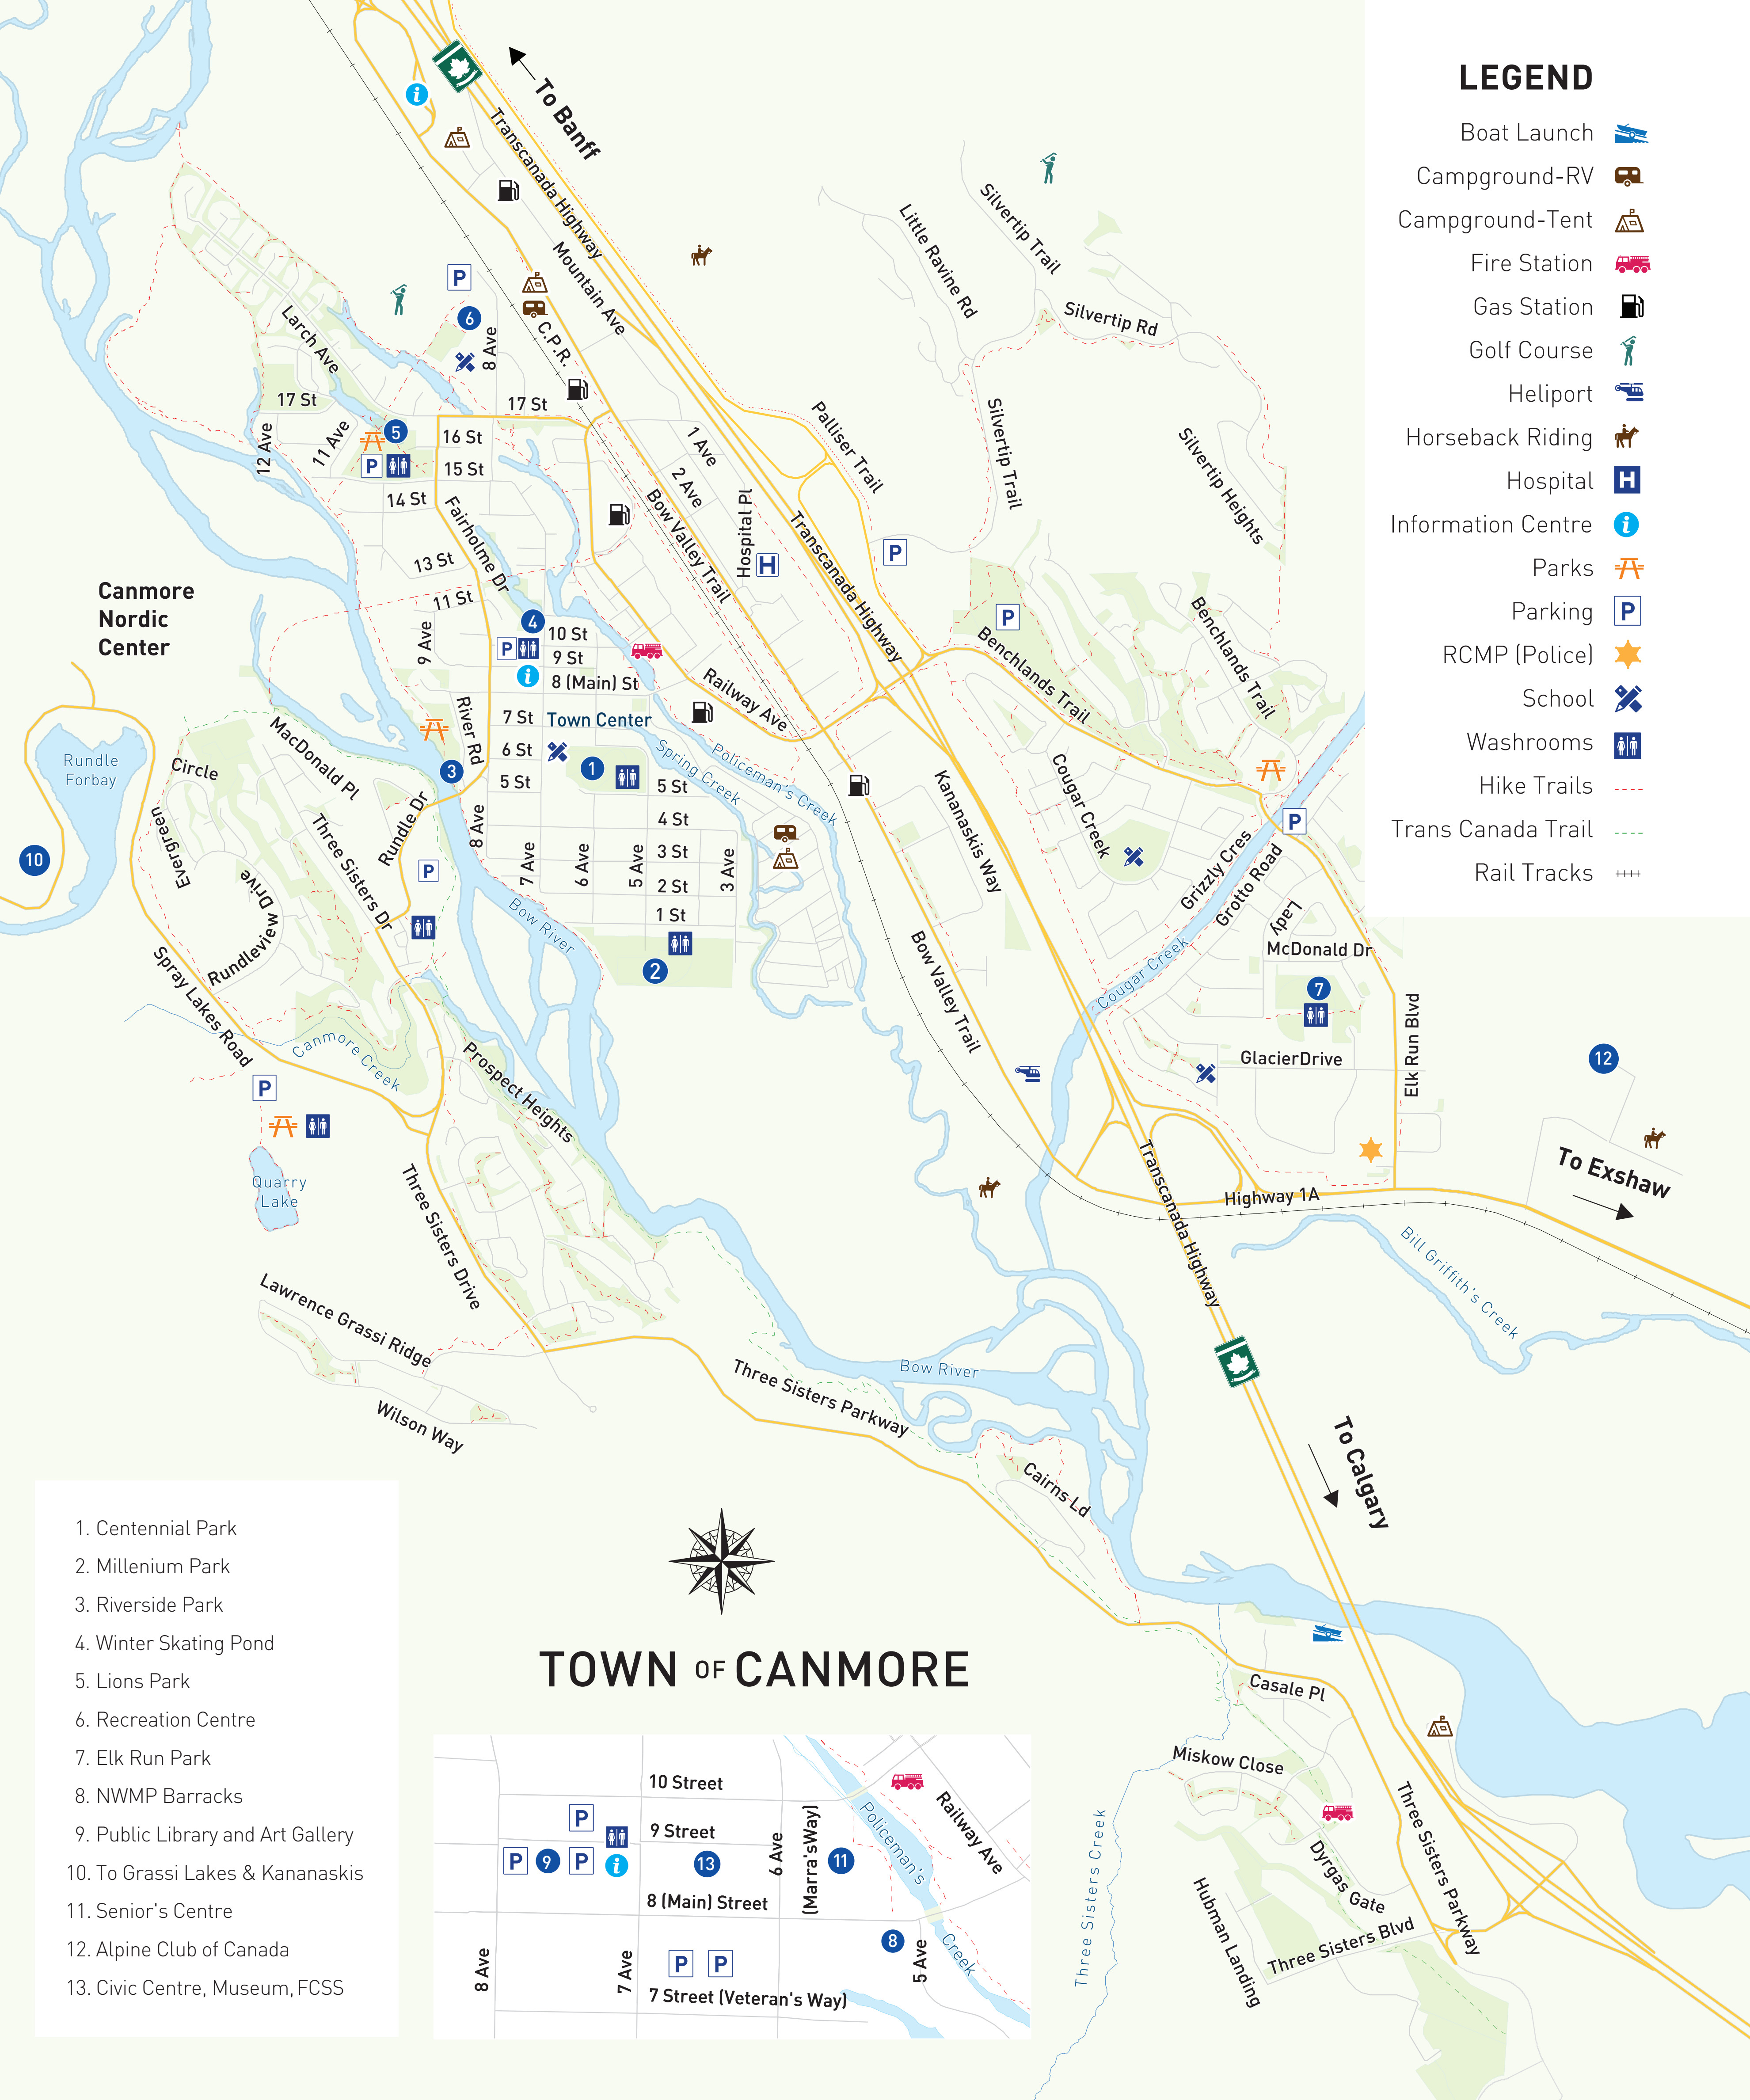 LEGEND
Boat Launch
Campground-RV
Campground-Tent
Fire Station
Gas Station
Golf Course
Heliport
Horseback Riding
Hospital
H
Information Centre
i
Parks
Parking
P
RCMP (Police)
School
Washrooms
Hike Trails
Trans Canada Trail
Rail Tracks
To Banff
i
Transcanada Highway
Mountain Ave
C.P.R.
P
6
8 Ave
Larch Ave
17 St
17 St
12 Ave
11 Ave
5
P
16 St
15 St
14 St
13 St
11 St
Fairholme Dr
9 Ave
Little Ravine Rd
Silvertip Trail
Silvertip Rd
Silvertip Trail
Silvertip Heights
Palliser Trail
1 Ave
2 Ave
Hospital Pl
H
Bow Valley Trail
Transcanada Highway
P
P
Benchlands Trail
Benchlands Trail
Canmore
Nordic
Center
4
P
10 St
9 St
i
8 (Main) St
7 St
Town Center
6 St
5 St
1
5 St
4 St
3 St
2 St
1 St
2
River Rd
3
8 Ave
7 Ave
6 Ave
5 Ave
3 Ave
Railway Ave
Policeman's Creek
Spring Creek
Rundle
Forbay
10
Circle
Evergreen
MacDonald Pl
Three Sisters Dr
Rundle Dr
P
Rundleview Drive
Spray Lakes Road
Canmore Creek
Bow River
Prospect Heights
P
Quarry
Lake
Three Sisters Drive
Lawrence Grassi Ridge
Wilson Way
Kananaskis Way
Cougar Creek
Bow Valley Trail
P
Grizzly Cres
Grotto Road
Lady
McDonald Dr
Cougar Creek
7
GlacierDrive
Elk Run Blvd
12
To Exshaw
Highway 1A
Transcanada Highway
Bill Griffith's Creek
Bow River
Three Sisters Parkway
Cairns Ld
To Calgary
Casale Pl
Miskow Close
Three Sisters Creek
Dyrgas Gate
Hubman Landing
Three Sisters Blvd
Three Sisters Parkway
1. Centennial Park
2. Millenium Park
3. Riverside Park
4. Winter Skating Pond
5. Lions Park
6. Recreation Centre
7. Elk Run Park
8. NWMP Barracks
9. Public Library and Art Gallery
10. To Grassi Lakes & Kananaskis
11. Senior's Centre
12. Alpine Club of Canada
13. Civic Centre, Museum, FCSS
TOWN OF CANMORE
10 Street
P
9 Street
P
9
P
i
13
6 Ave
(Marra'sWay)
11
Policeman's
Creek
Railway Ave
8 (Main) Street
8
5 Ave
8 Ave
7 Ave
P
P
7 Street (Veteran's Way)